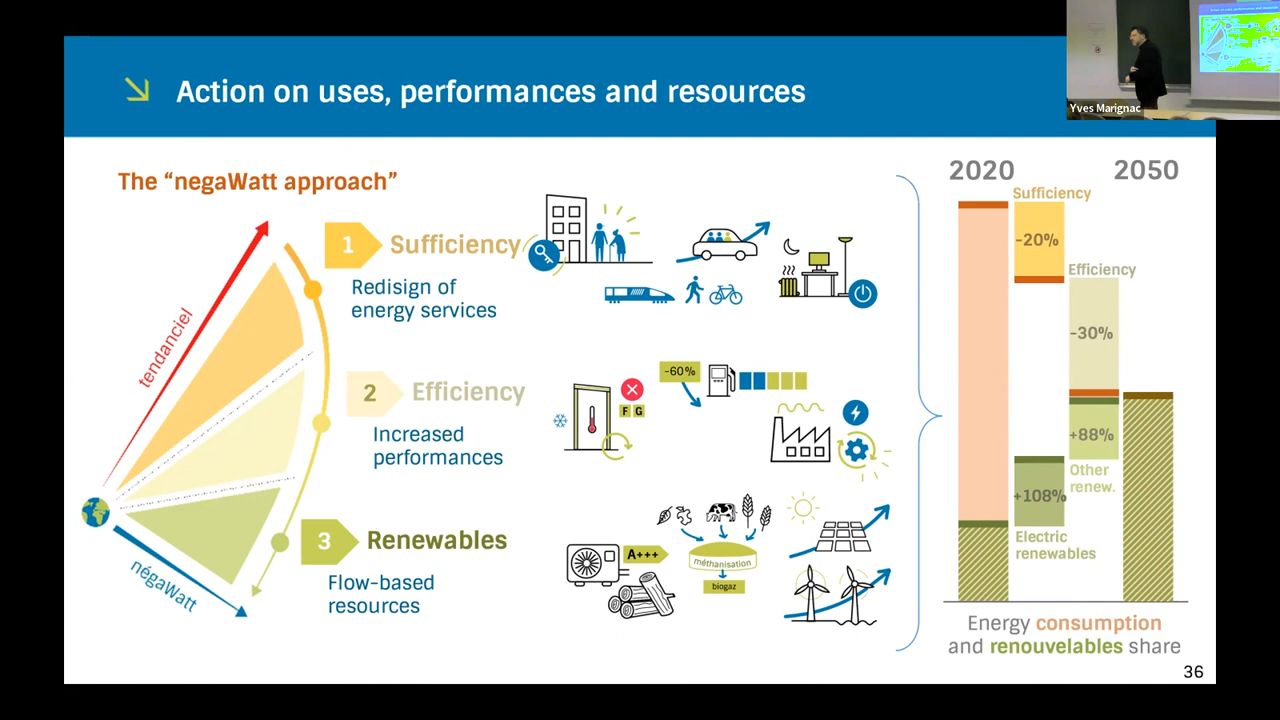 Action on uses, performances and resources
Yves Marignac
The “negaWatt approach”
tendanciel
négaWatt
1
Sufficiency
Redisign of
energy services
2
Efficiency
Increased
performances
-60%
F G
3
Renewables
Flow-based
resources
A+++
méthanisation
biogaz
2020
2050
Sufficiency
-20%
Efficiency
-30%
+88%
Other
renew.
+108%
Electric
renewables
Energy consumption
and renouvelables share
36